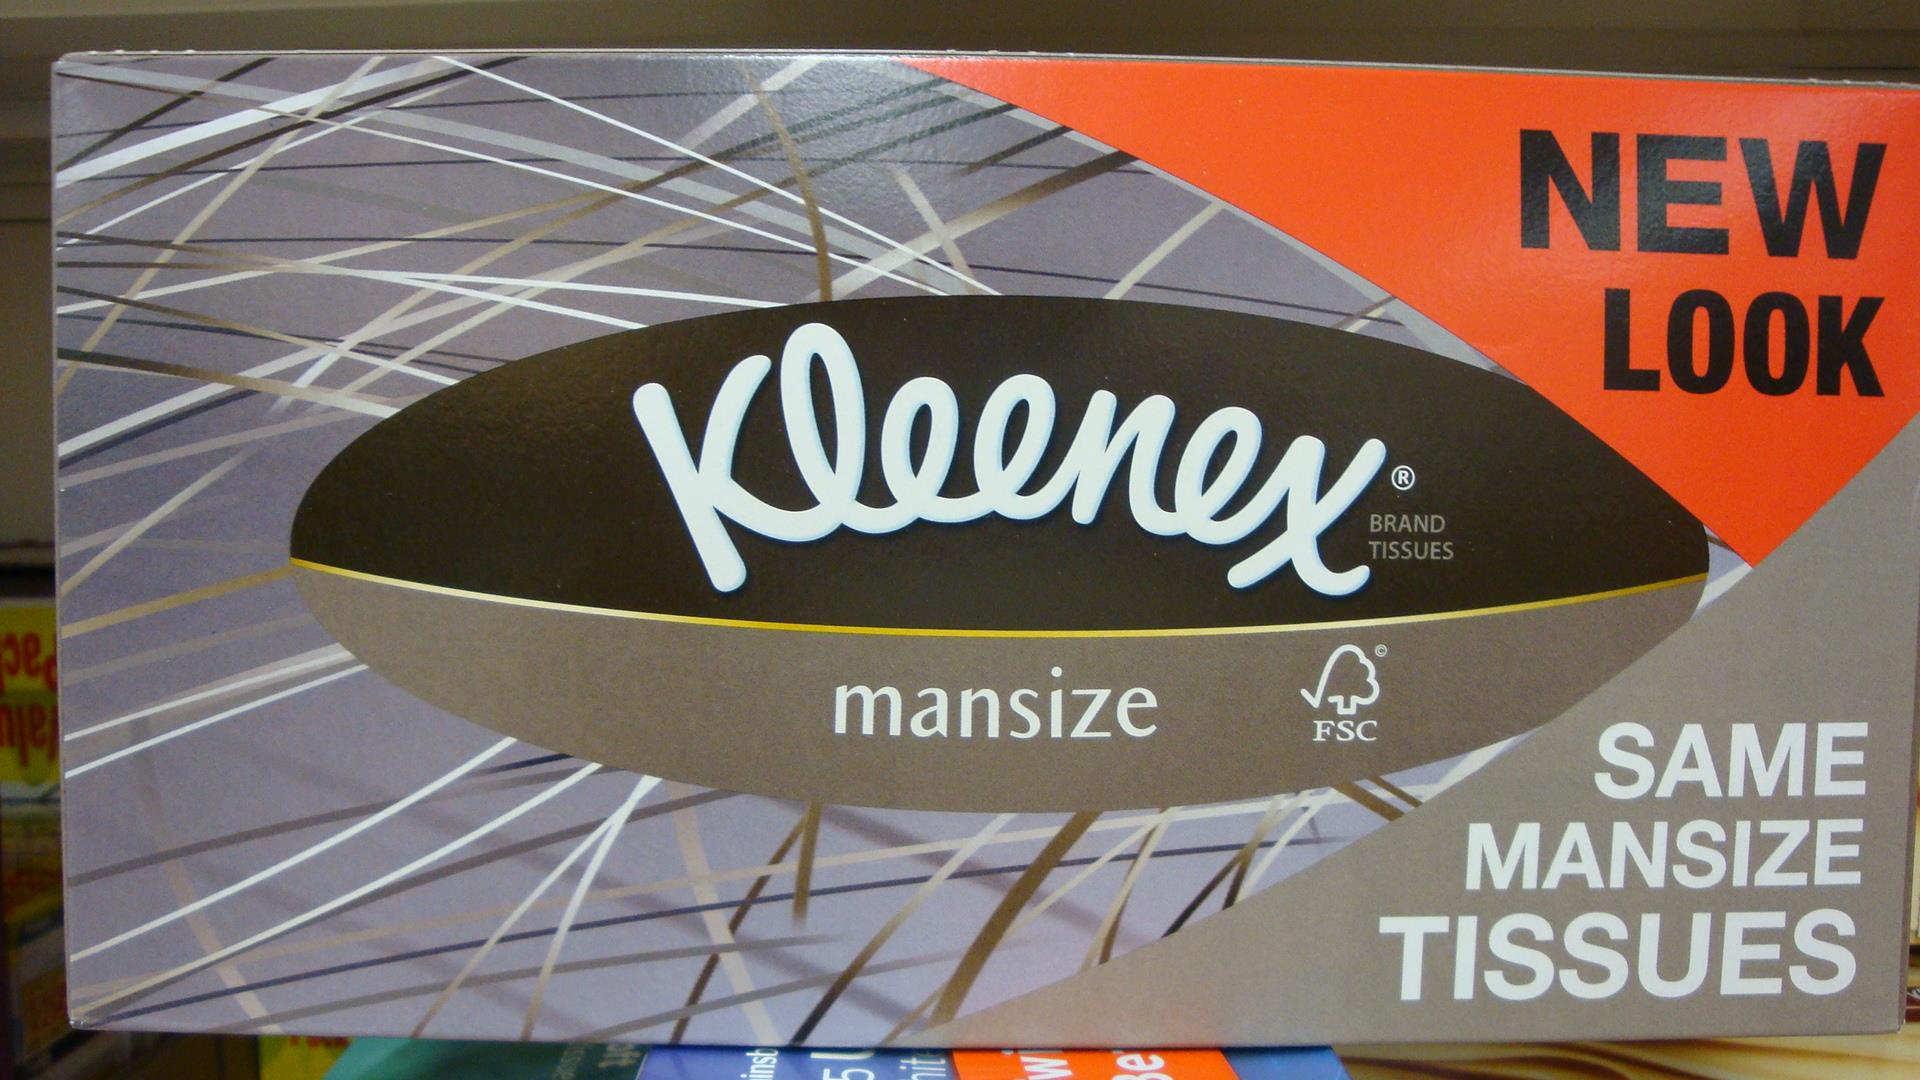 NEW
LOOK
Kleenex®
BRAND
TISSUES
mansize
©
FSC
SAME
MANSIZE
TISSUES